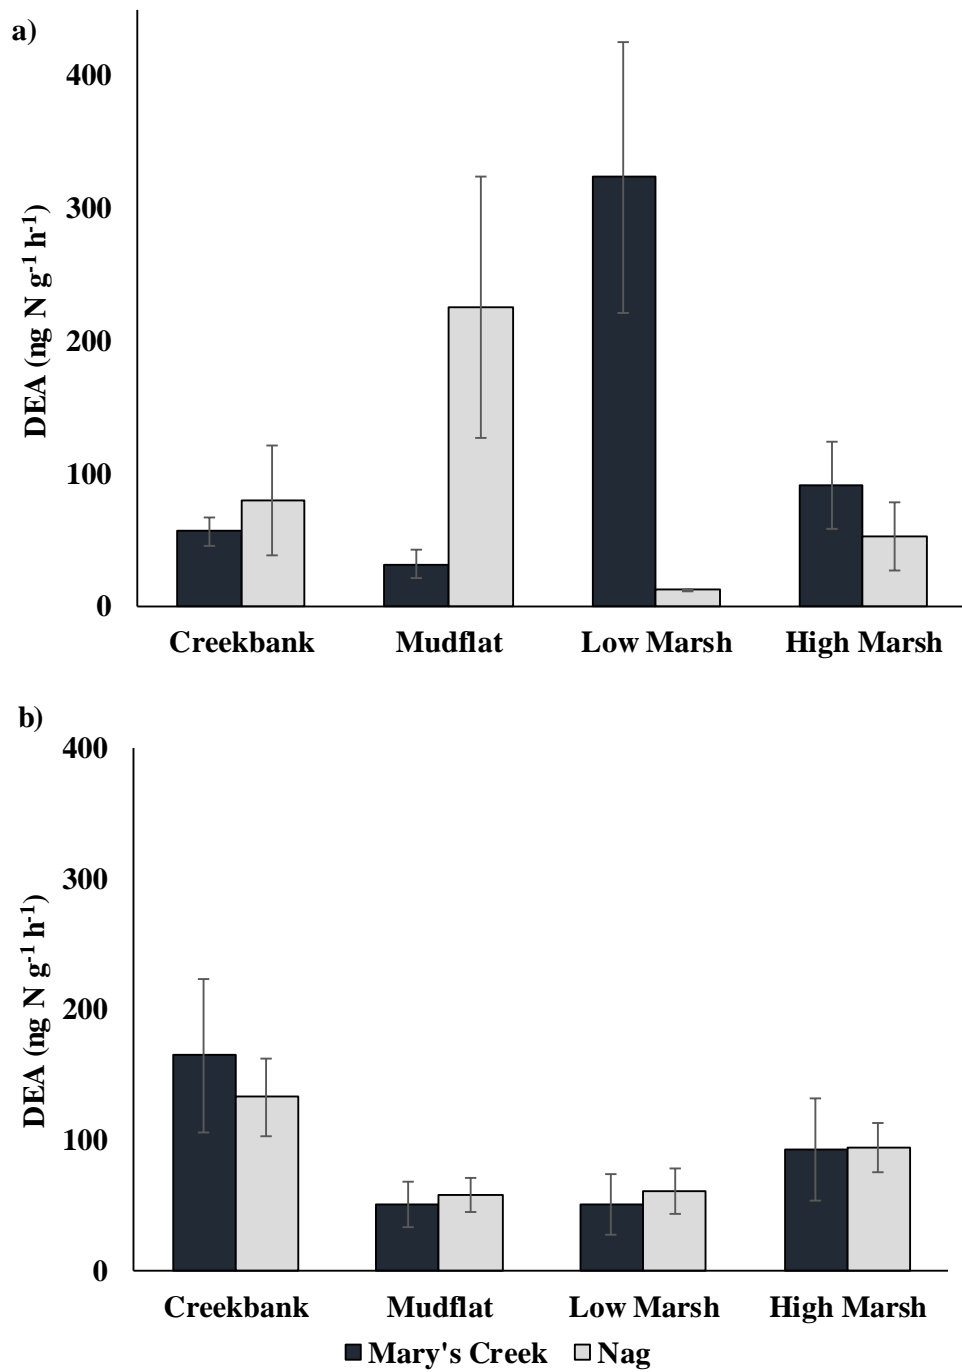 a)
400
300
200
100
0
DEA (ng N g⁻¹ h⁻¹)
Creekbank Mudflat Low Marsh High Marsh
b)
400
300
200
100
0
DEA (ng N g⁻¹ h⁻¹)
Creekbank Mudflat Low Marsh High Marsh
Mary's Creek Nag